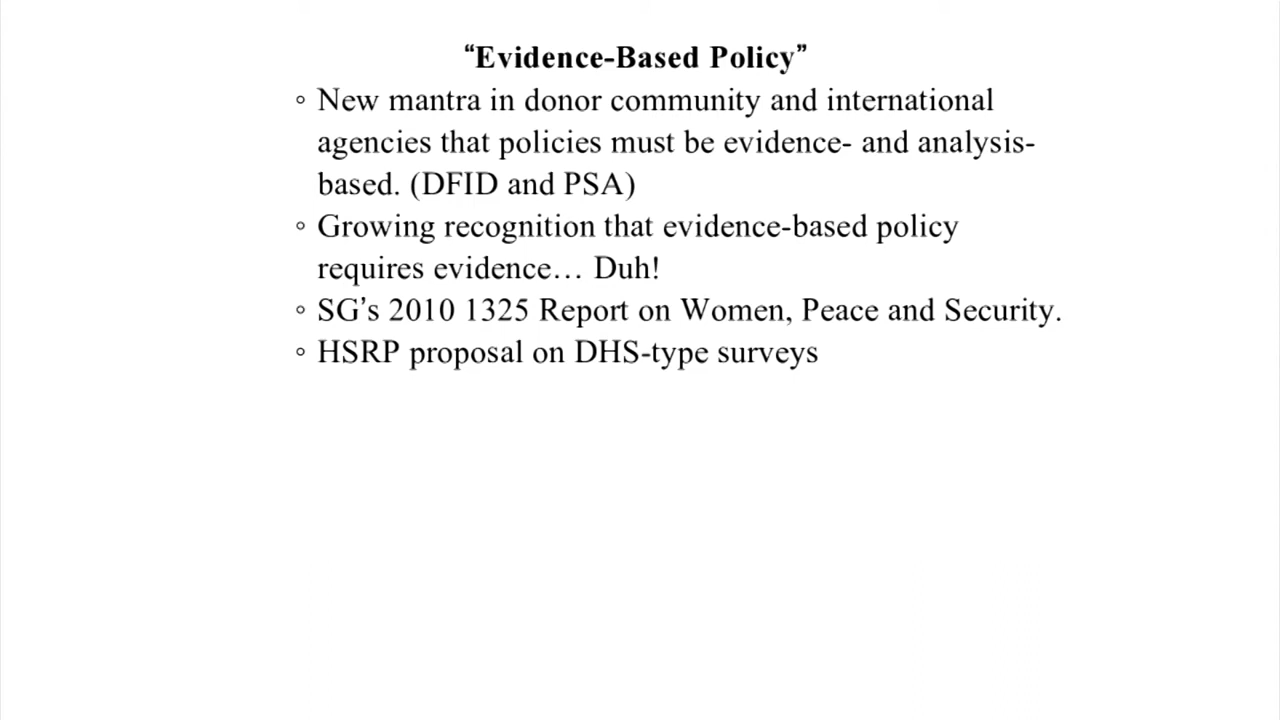 “Evidence-Based Policy”
◦ New mantra in donor community and international
agencies that policies must be evidence- and analysis-
based. (DFID and PSA)
◦ Growing recognition that evidence-based policy
requires evidence… Duh!
◦ SG’s 2010 1325 Report on Women, Peace and Security.
◦ HSRP proposal on DHS-type surveys